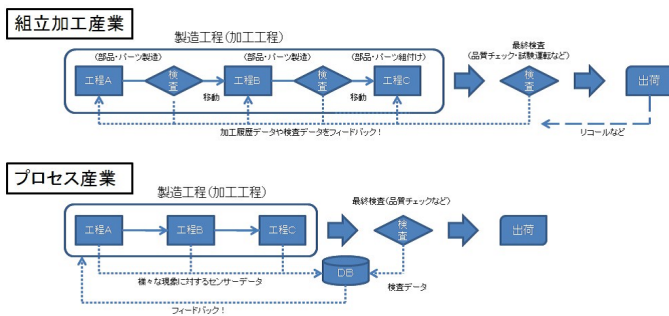 組立加工産業
製造工程(加工工程)
(部品・パーツ製造)
(部品・パーツ製造)
(部品・パーツ組付け)
最終検査
(品質チェック・試験運転など)
工程A
検査
工程B
検査
工程C
検査
出荷
移動
移動
加工履歴データや検査データをフィードバック!
リコールなど
プロセス産業
製造工程(加工工程)
最終検査(品質チェックなど)
工程A
工程B
工程C
検査
出荷
DB
様々な現象に対するセンサーデータ
検査データ
フィードバック!